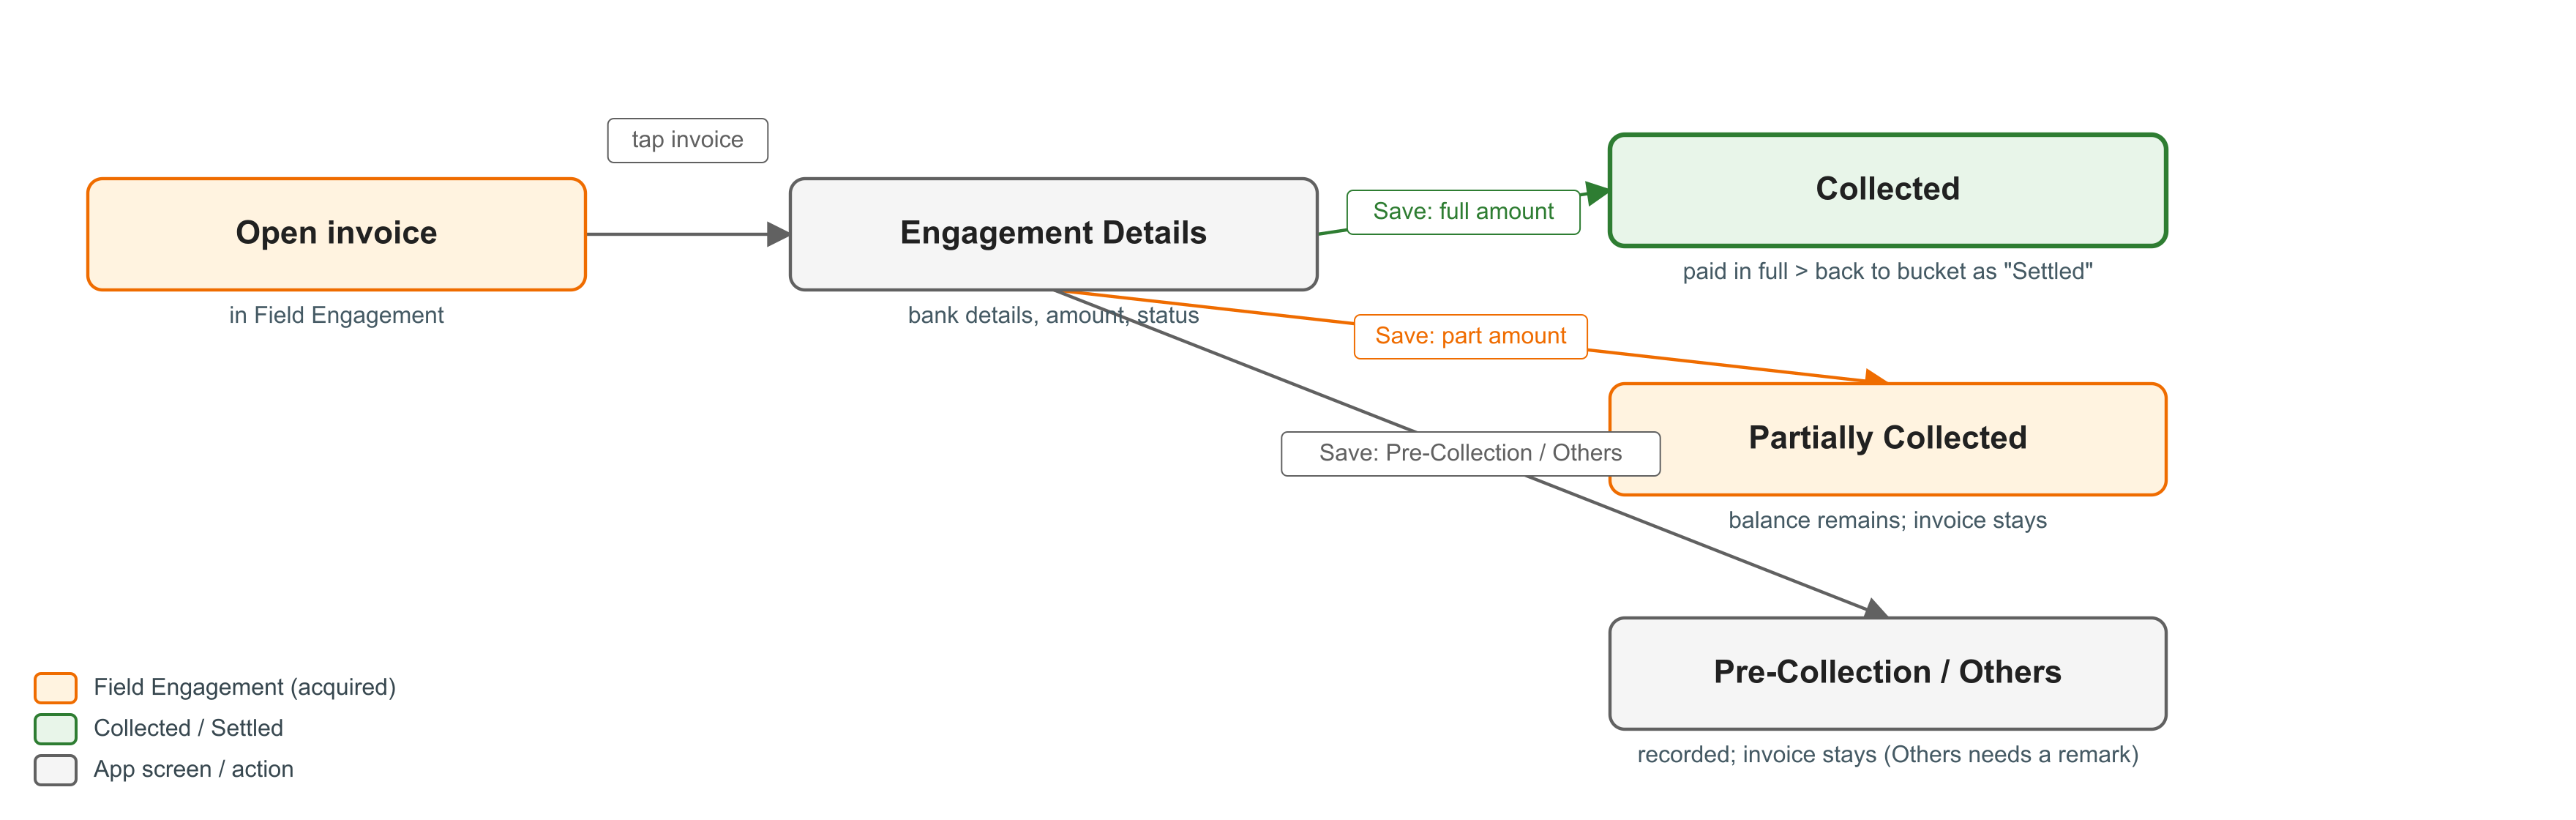 tap invoice
Open invoice
in Field Engagement
Engagement Details
bank details, amount, status
Save: full amount
Collected
paid in full > back to bucket as "Settled"
Save: part amount
Partially Collected
balance remains; invoice stays
Save: Pre-Collection / Others
Pre-Collection / Others
recorded; invoice stays (Others needs a remark)
Field Engagement (acquired)
Collected / Settled
App screen / action